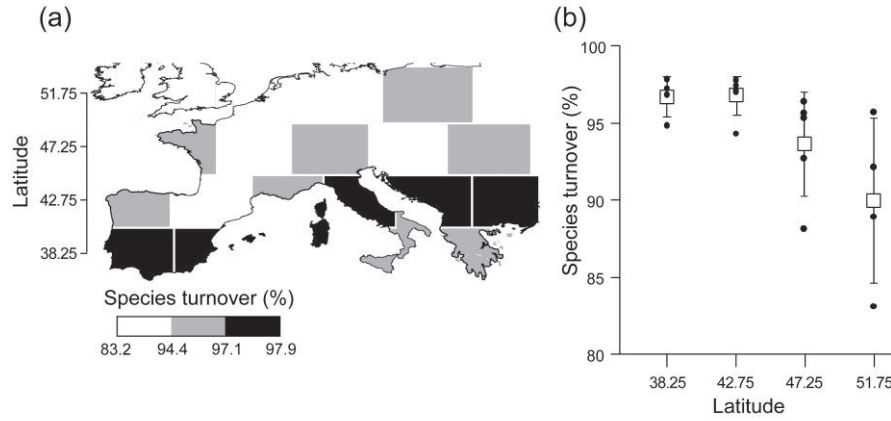 (a)
Latitude
51.75
47.25
42.75
38.25
Species turnover (%)
83.2 94.4 97.1 97.9
(b)
Species turnover (%)
100
95
90
85
80
38.25 42.75 47.25 51.75
Latitude